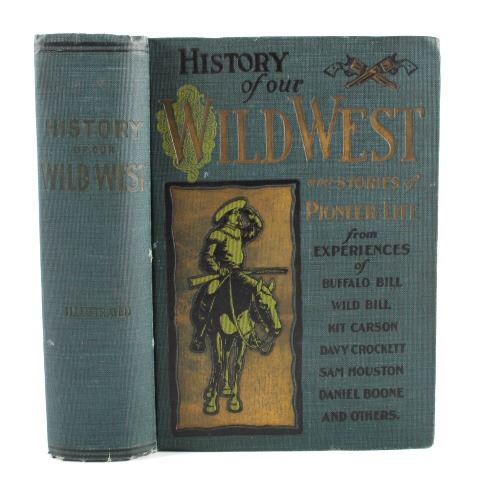 HISTORY
OF OUR
WILD WEST
ILLUSTRATED
HISTORY
of our
WILD WEST
AND STORIES of
PIONEER LIFE
from
EXPERIENCES
of
BUFFALO BILL
WILD BILL
KIT CARSON
DAVY CROCKETT
SAM HOUSTON
DANIEL BOONE
AND OTHERS.